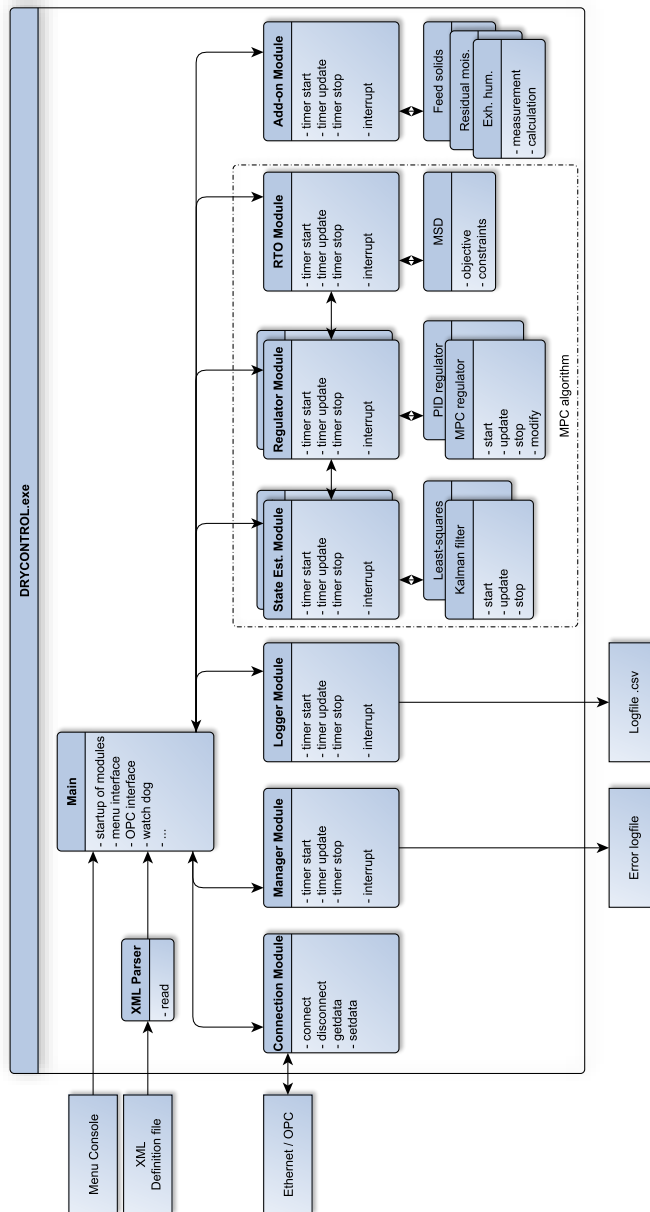 DRYCONTROL.exe
Menu Console
XML
Definition file
XML Parser
- read
Main
- startup of modules
- menu interface
- OPC interface
- watch dog
- ...
Ethernet / OPC
Connection Module
- connect
- disconnect
- getdata
- setdata
Manager Module
- timer start
- timer update
- timer stop
- interrupt
Logger Module
- timer start
- timer update
- timer stop
- interrupt
State Est. Module
- timer start
- timer update
- timer stop
- interrupt
Regulator Module
- timer start
- timer update
- timer stop
- interrupt
RTO Module
- timer start
- timer update
- timer stop
- interrupt
Add-on Module
- timer start
- timer update
- timer stop
- interrupt
Least-squares
Kalman filter
- start
- update
- stop
PID regulator
MPC regulator
- start
- update
- stop
- modify
MSD
- objective
- constraints
Feed solids
Residual mois.
Exh. hum.
- measurement
- calculation
MPC algorithm
Error logfile
Logfile .csv